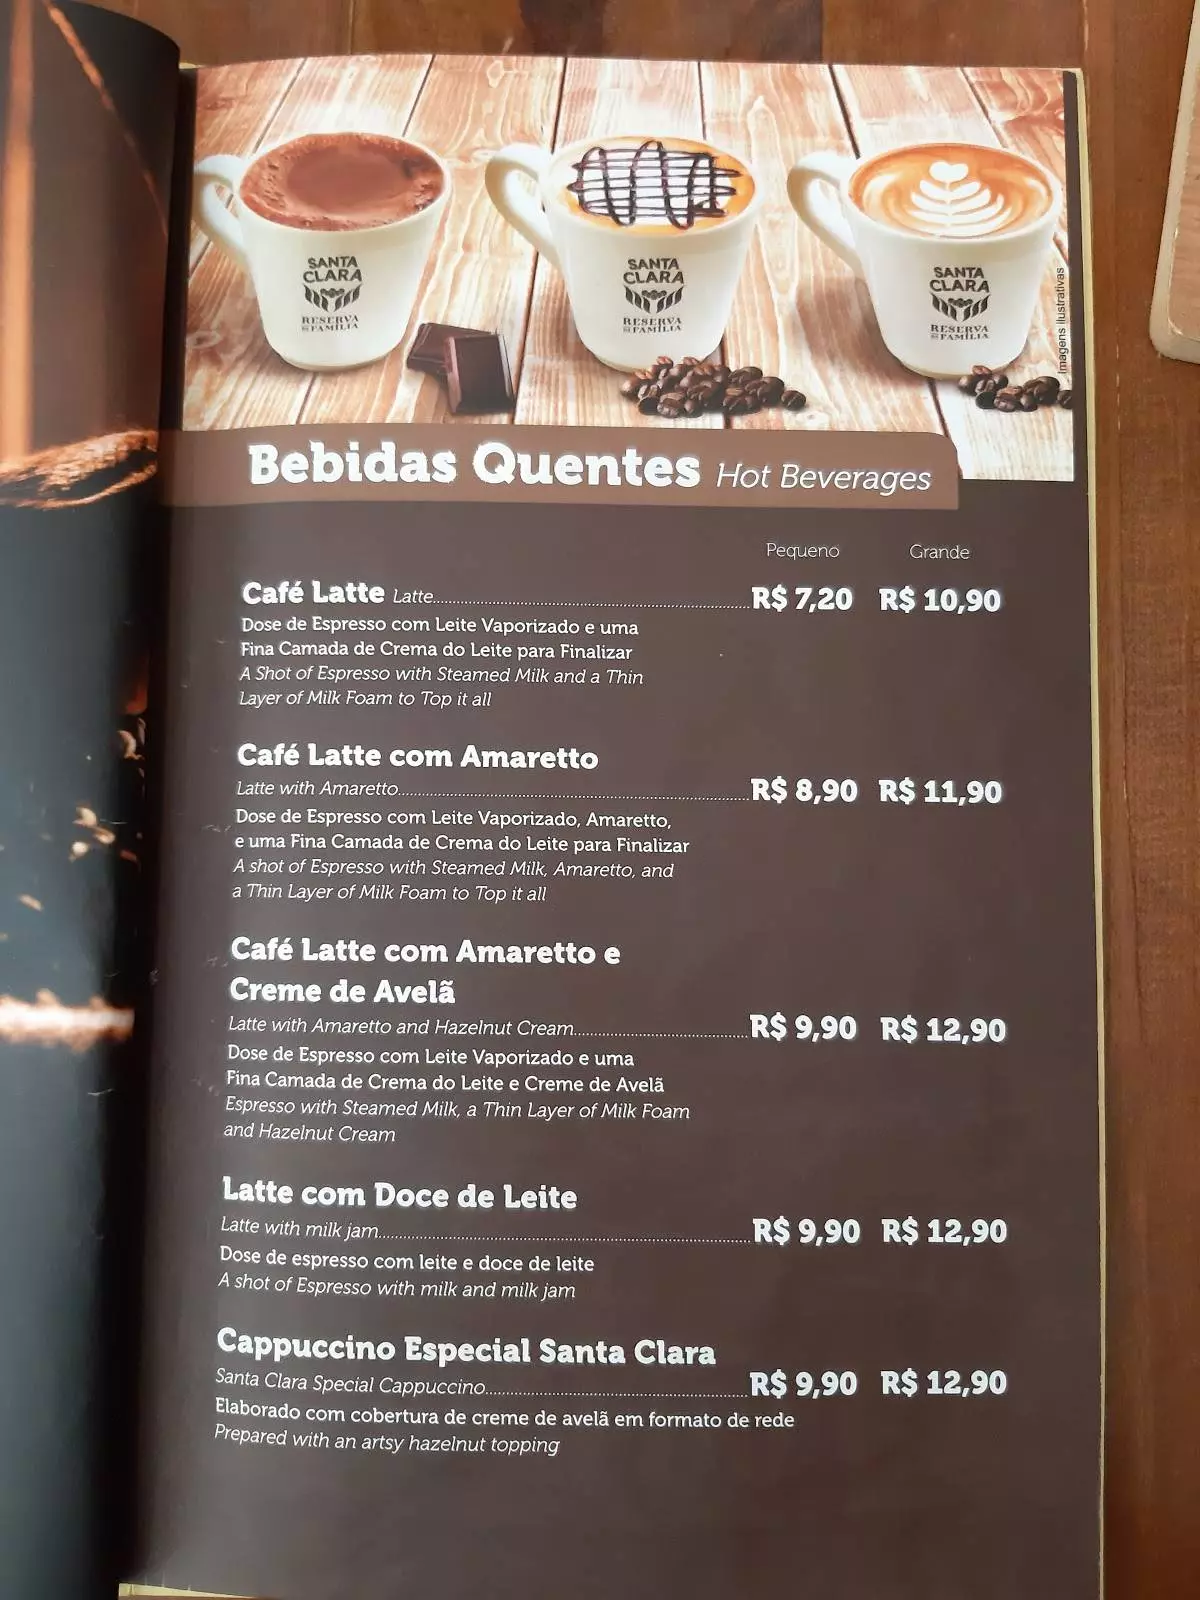 SANTA
CLARA
RESERVA
DE FAMÍLIA
SANTA
CLARA
RESERVA
DE FAMÍLIA
SANTA
CLARA
RESERVA
DE FAMÍLIA
Imagens ilustrativas
Bebidas Quentes Hot Beverages
Pequeno Grande
Café Latte Latte R$ 7,20 R$ 10,90
Dose de Espresso com Leite Vaporizado e uma
Fina Camada de Crema do Leite para Finalizar
A Shot of Espresso with Steamed Milk and a Thin
Layer of Milk Foam to Top it all
Café Latte com Amaretto
Latte with Amaretto R$ 8,90 R$ 11,90
Dose de Espresso com Leite Vaporizado, Amaretto,
e uma Fina Camada de Crema do Leite para Finalizar
A shot of Espresso with Steamed Milk, Amaretto, and
a Thin Layer of Milk Foam to Top it all
Café Latte com Amaretto e
Creme de Avelã
Latte with Amaretto and Hazelnut Cream R$ 9,90 R$ 12,90
Dose de Espresso com Leite Vaporizado e uma
Fina Camada de Crema do Leite e Creme de Avelã
Espresso with Steamed Milk, a Thin Layer of Milk Foam
and Hazelnut Cream
Latte com Doce de Leite
Latte with milk jam R$ 9,90 R$ 12,90
Dose de espresso com leite e doce de leite
A shot of Espresso with milk and milk jam
Cappuccino Especial Santa Clara
Santa Clara Special Cappuccino R$ 9,90 R$ 12,90
Elaborado com cobertura de creme de avelã em formato de rede
Prepared with an artsy hazelnut topping